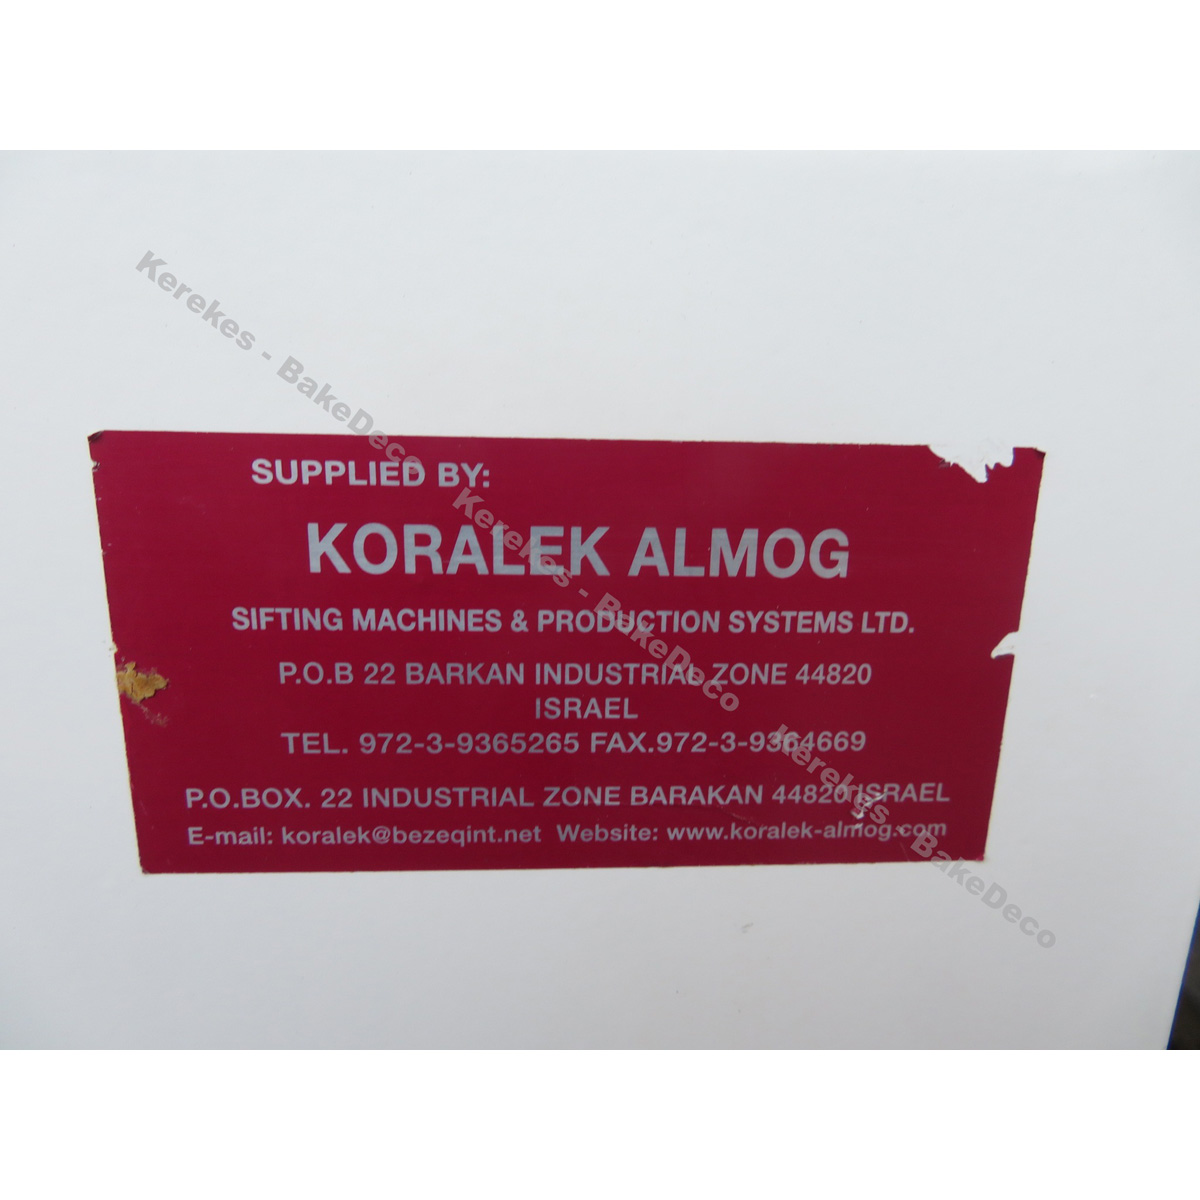 SUPPLIED BY:
KORALEK ALMOG
SIFTING MACHINES & PRODUCTION SYSTEMS LTD.
P.O.B 22 BARKAN INDUSTRIAL ZONE 44820
ISRAEL
TEL. 972-3-9365265 FAX.972-3-9364669
P.O.BOX. 22 INDUSTRIAL ZONE BARAKAN 44820 ISRAEL
E-mail: koralek@bezeqint.net Website: www.koralek-almog.com
Kerekes - BakeDeco
Kerekes - BakeDeco
Kerekes - BakeDeco